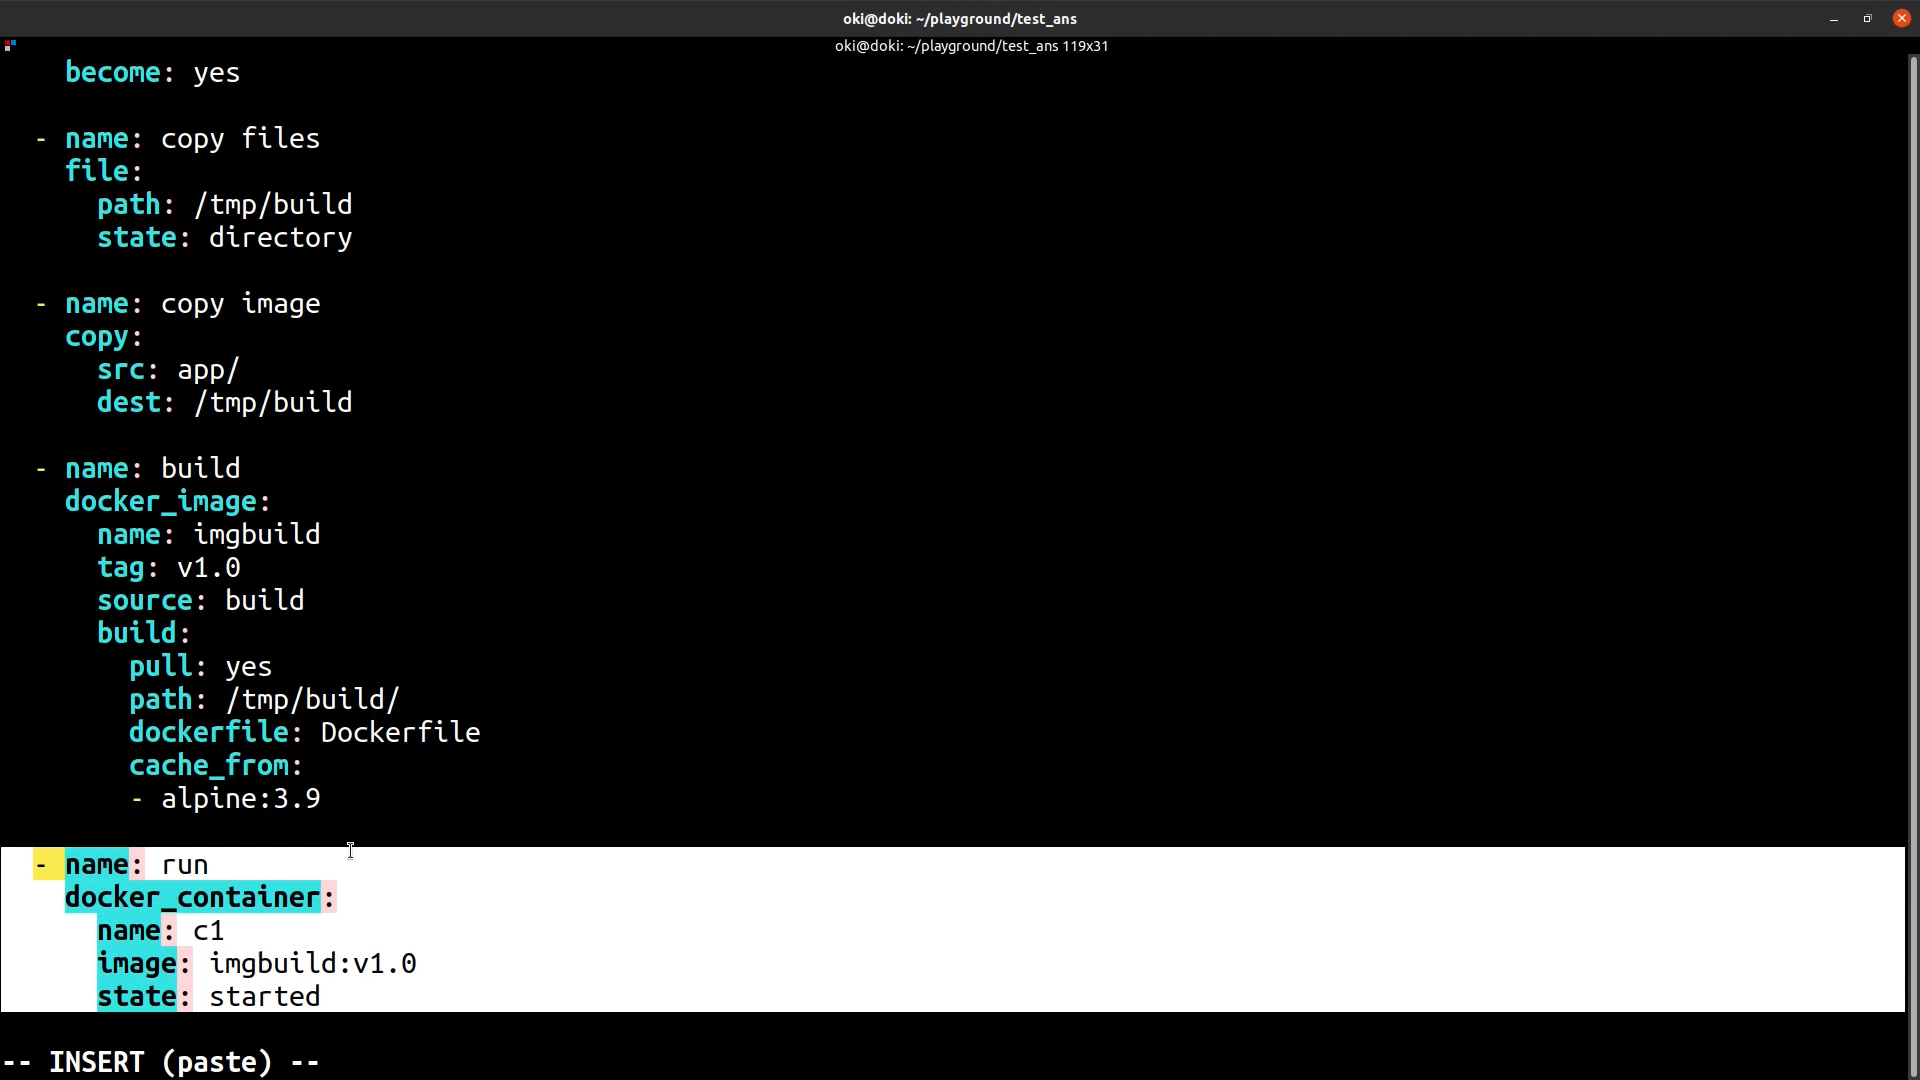 oki@doki: ~/playground/test_ans
oki@doki: ~/playground/test_ans 119x31
    become: yes

  - name: copy files
    file:
      path: /tmp/build
      state: directory

  - name: copy image
    copy:
      src: app/
      dest: /tmp/build

  - name: build
    docker_image:
      name: imgbuild
      tag: v1.0
      source: build
      build:
        pull: yes
        path: /tmp/build/
        dockerfile: Dockerfile
        cache_from:
        - alpine:3.9

  - name: run
    docker_container:
      name: c1
      image: imgbuild:v1.0
      state: started

-- INSERT (paste) --